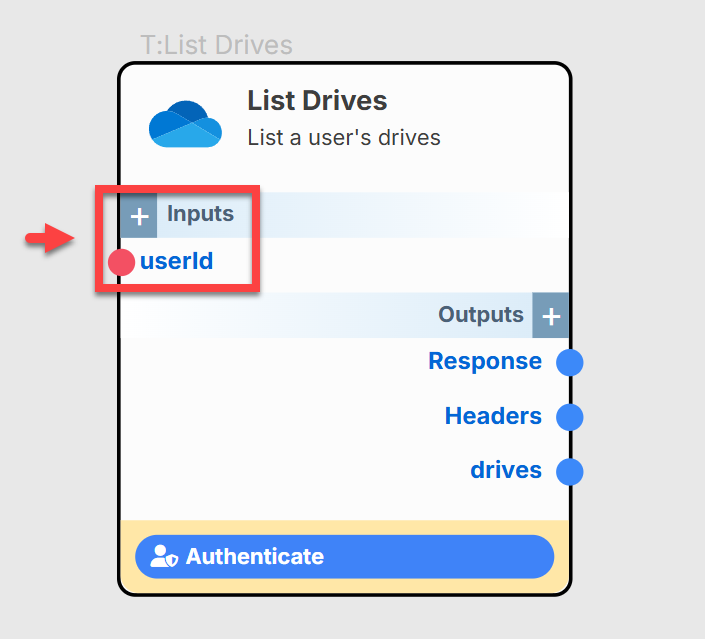 T:List Drives
List Drives
List a user's drives
+ Inputs
userId
Outputs +
Response
Headers
drives
Authenticate